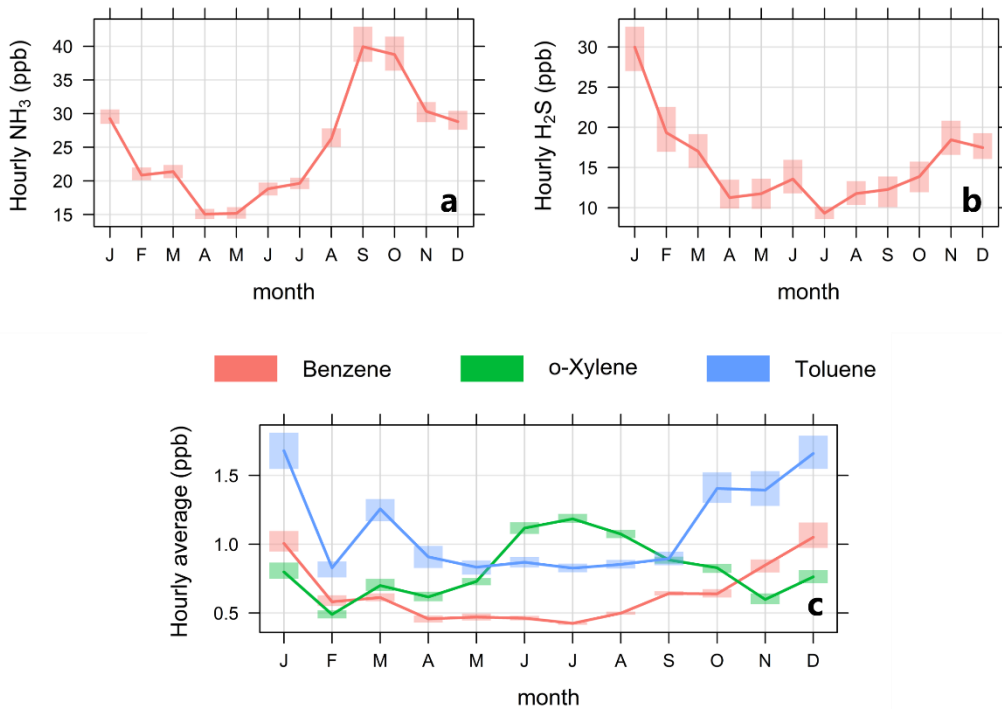 Hourly NH₃ (ppb)
40
35
30
25
20
15
a
J F M A M J J A S O N D
month
Hourly H₂S (ppb)
30
25
20
15
10
b
J F M A M J J A S O N D
month
Benzene o-Xylene Toluene
Hourly average (ppb)
1.5
1.0
0.5
c
J F M A M J J A S O N D
month